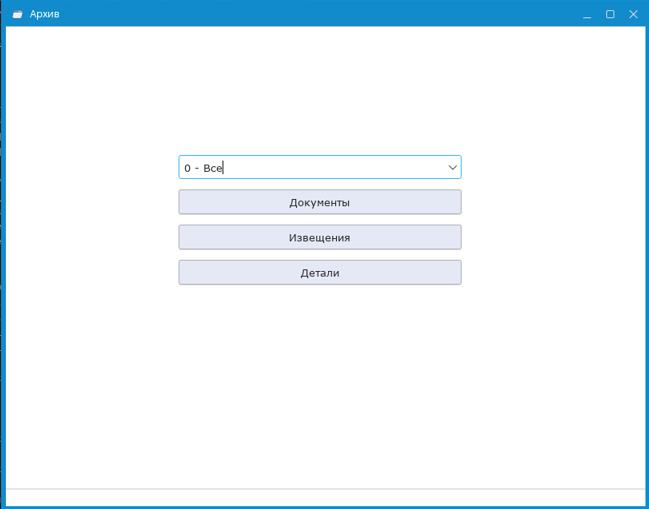 Архив
0 - Все
Документы
Извещения
Детали